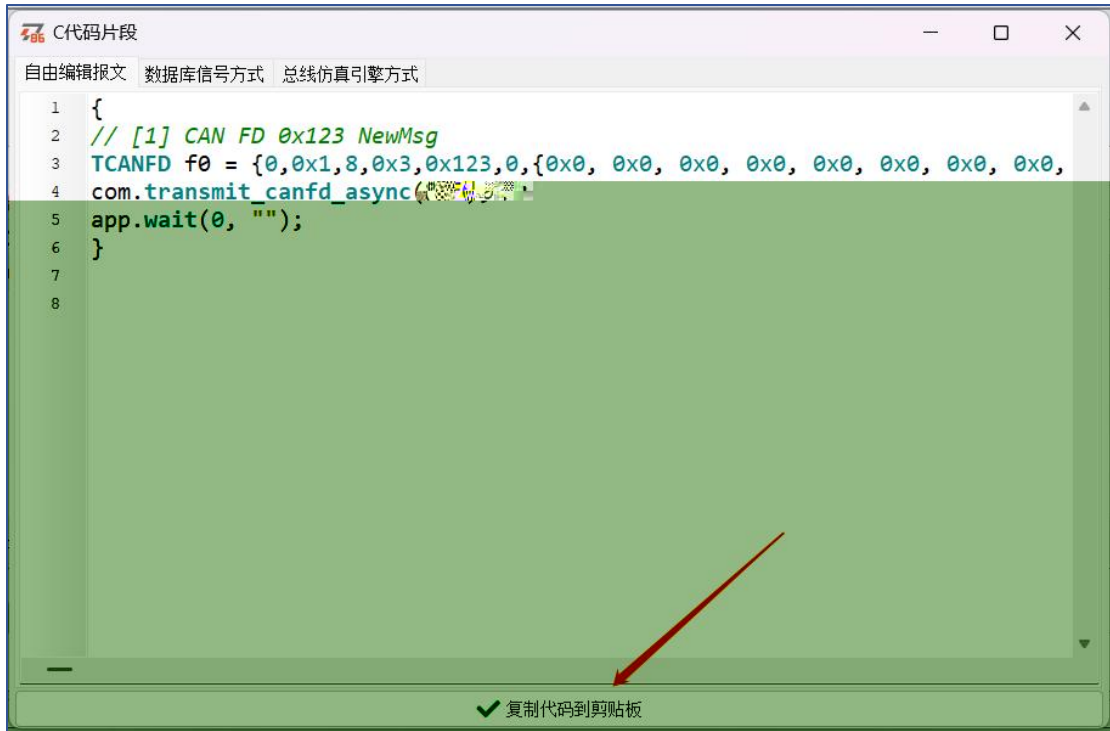 C代码片段
自由编辑报文 数据库信号方式 总线仿真引擎方式
1 {
2 // [1] CAN FD 0x123 NewMsg
3 TCANFD f0 = {0,0x1,8,0x3,0x123,0,{0x0, 0x0, 0x0, 0x0, 0x0, 0x0, 0x0, 0x0,
4 com.transmit_canfd_async(
5 app.wait(0, "");
6 }
7
8
复制代码到剪贴板